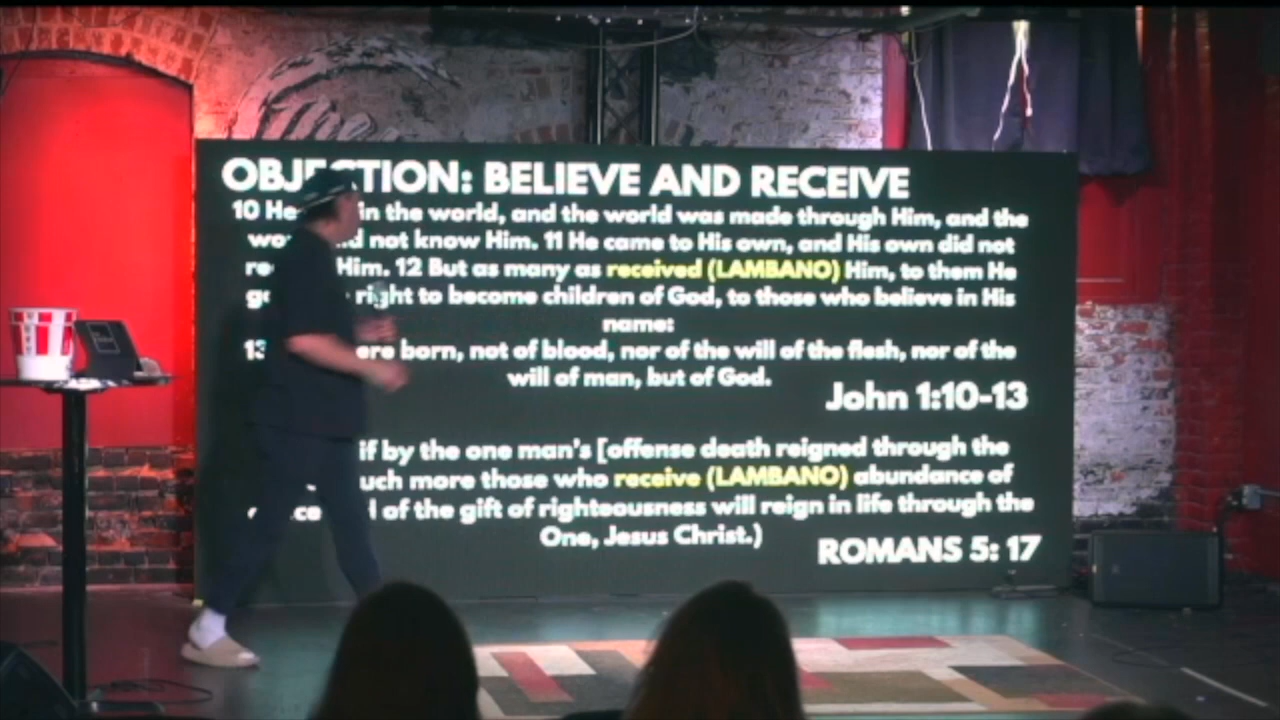 OBJECTION: BELIEVE AND RECEIVE
10 He in the world, and the world was made through Him, and the
not know Him. 11 He came to His own, and His own did not
Him. 12 But as many as received (LAMBANO) Him, to them He
right to become children of God, to those who believe in His
name:
born, not of blood, nor of the will of the flesh, nor of the
will of man, but of God.
John 1:10-13
if by the one man's [offense death reigned through the
more those who receive (LAMBANO) abundance of
of the gift of righteousness will reign in life through the
One, Jesus Christ.)
ROMANS 5: 17